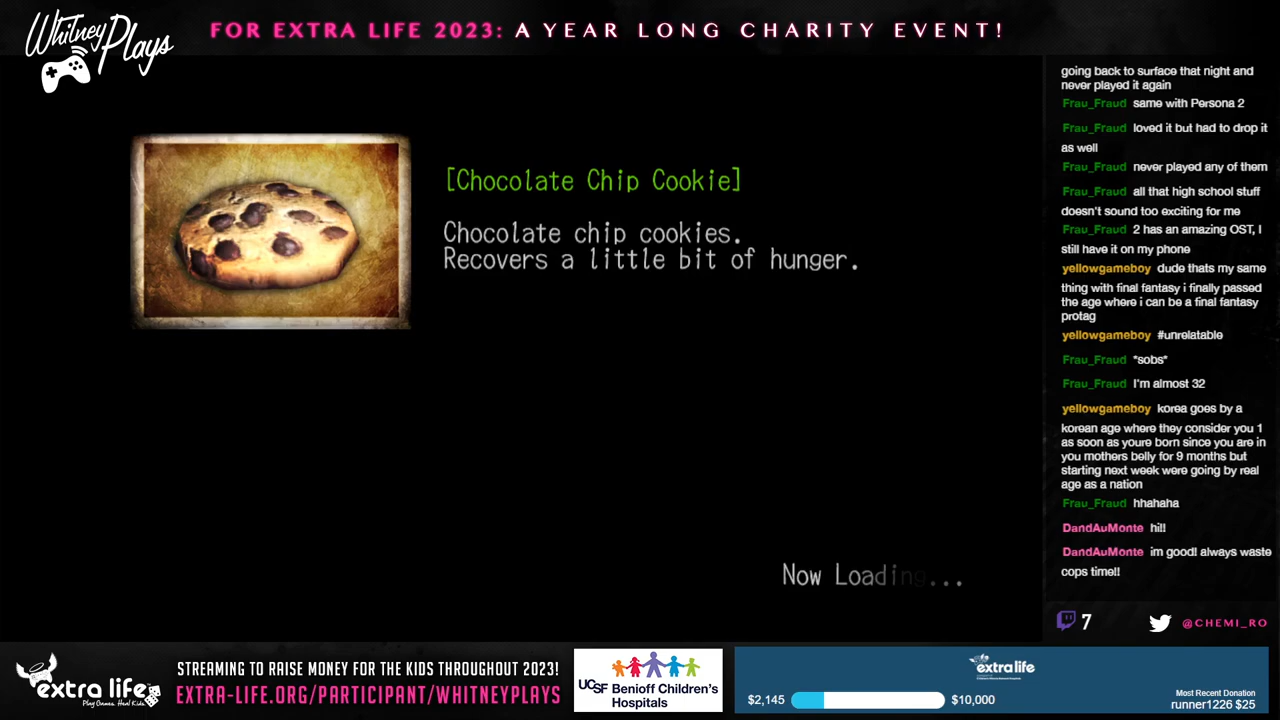 Whitney Plays
FOR EXTRA LIFE 2023: A YEAR LONG CHARITY EVENT!
[Chocolate Chip Cookie]
Chocolate chip cookies.
Recovers a little bit of hunger.
Now Loading...
going back to surface that night and
never played it again
Frau_Fraud same with Persona 2
Frau_Fraud loved it but had to drop it
as well
Frau_Fraud never played any of them
Frau_Fraud all that high school stuff
doesn't sound too exciting for me
Frau_Fraud 2 has an amazing OST, I
still have it on my phone
yellowgameboy dude thats my same
thing with final fantasy i finally passed
the age where i can be a final fantasy
protag
yellowgameboy #unrelatable
Frau_Fraud *sobs*
Frau_Fraud I'm almost 32
yellowgameboy korea goes by a
korean age where they consider you 1
as soon as youre born since you are in
you mothers belly for 9 months but
starting next week were going by real
age as a nation
Frau_Fraud hhahaha
DandAuMonte hi!!
DandAuMonte im good! always waste
cops time!!
7
@CHEMI_RO
extra life
Play Games. Heal Kids.
STREAMING TO RAISE MONEY FOR THE KIDS THROUGHOUT 2023!
EXTRA-LIFE.ORG/PARTICIPANT/WHITNEYPLAYS
UCSF Benioff Children's
Hospitals
extralife
$2,145
$10,000
Most Recent Donation
runner1226 $25